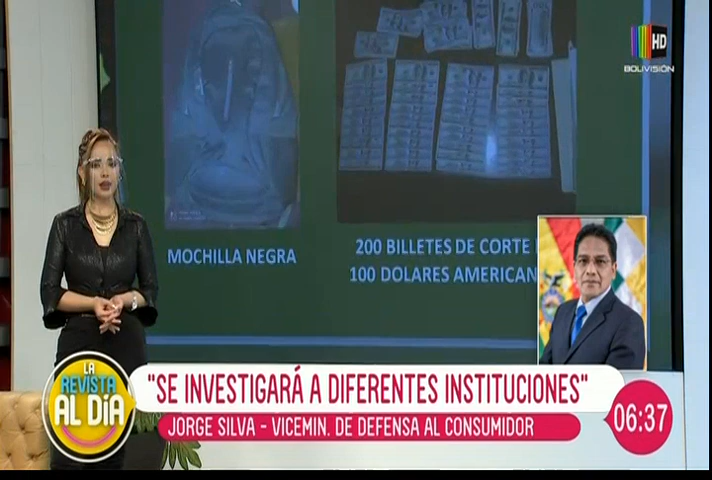 HD
BOLIVISIÓN
MOCHILLA NEGRA
200 BILLETES DE CORTE
100 DOLARES AMERICAN
LA
REVISTA
AL DÍA
"SE INVESTIGARÁ A DIFERENTES INSTITUCIONES"
JORGE SILVA - VICEMIN. DE DEFENSA AL CONSUMIDOR
06:37